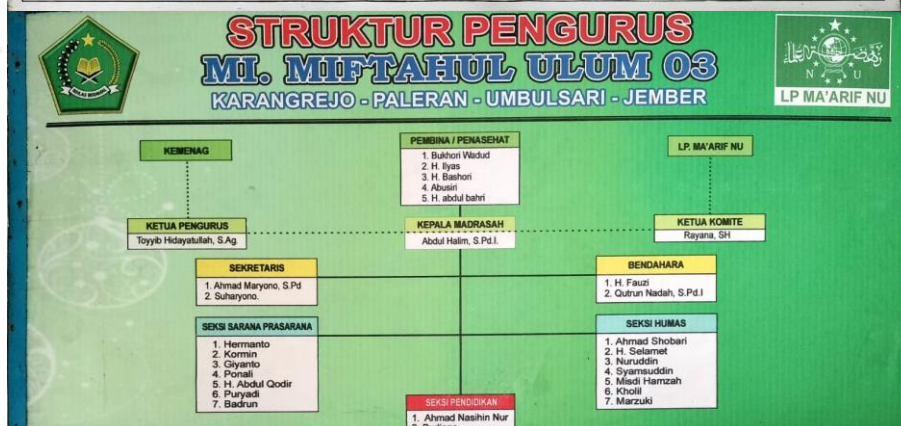 STRUKTUR PENGURUS
MI. MIFTAHUL ULUM 03
KARANGREJO - PALERAN - UMBULSARI - JEMBER
N U
LP MA'ARIF NU
KEMENAG
PEMBINA / PENASEHAT
1. Bukhori Wadud
2. H. Ilyas
3. H. Bashori
4. Abusiri
5. H. abdul bahri
LP. MA'ARIF NU
KETUA PENGURUS
Toyyib Hidayatullah, S.Ag.
KEPALA MADRASAH
Abdul Halim, S.Pd.I.
KETUA KOMITE
Rayana, SH
SEKRETARIS
1. Ahmad Maryono, S.Pd
2. Suharyono.
BENDAHARA
1. H. Fauzi
2. Qutrun Nadah, S.Pd.I
SEKSI SARANA PRASARANA
1. Hermanto
2. Kormin
3. Giyanto
4. Ponali
5. H. Abdul Qodir
6. Puryadi
7. Badrun
SEKSI HUMAS
1. Ahmad Shobari
2. H. Selamet
3. Nuruddin
4. Syamsuddin
5. Misdi Hamzah
6. Kholil
7. Marzuki
SEKSI PENDIDIKAN
1. Ahmad Nasihin Nur